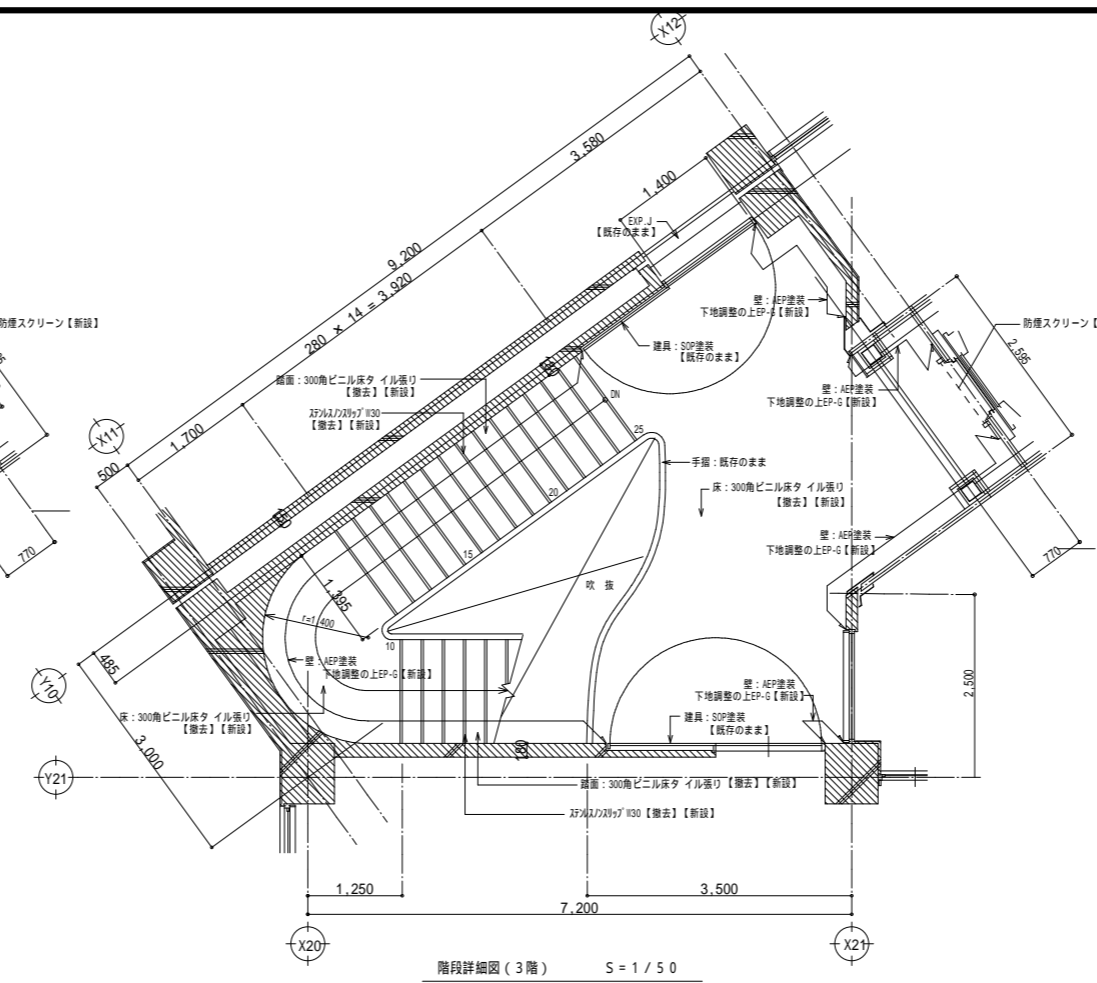 X12
3,580
1,400
EXP.J
【既存のまま】
9,200
280 × 14 = 3,920
防煙スクリーン【新設】
壁：AEP塗装
下地調整の上EP-G【新設】
防煙スクリーン【
建具：SOP塗装
【既存のまま】
2,595
踏面：300角ビニル床タイル張り
【撤去】【新設】
壁：AEP塗装
下地調整の上EP-G【新設】
DN
ステンレスノンスリップW30
【撤去】【新設】
1,700
X11
25
500
手摺：既存のまま
床：300角ビニル床タイル張り
【撤去】【新設】
20
770
15
壁：AEP塗装
下地調整の上EP-G【新設】
770
吹 抜
1,395
r=1,400
10
485
壁：AEP塗装
下地調整の上EP-G【新設】
Y10
壁：AEP塗装
下地調整の上EP-G【新設】
2,500
床：300角ビニル床タイル張り
【撤去】【新設】
建具：SOP塗装
【既存のまま】
3,000
180
Y21
踏面：300角ビニル床タイル張り【撤去】【新設】
ステンレスノンスリップW30【撤去】【新設】
1,250
3,500
7,200
X20
X21
階段詳細図（3階） S = 1 / 5 0